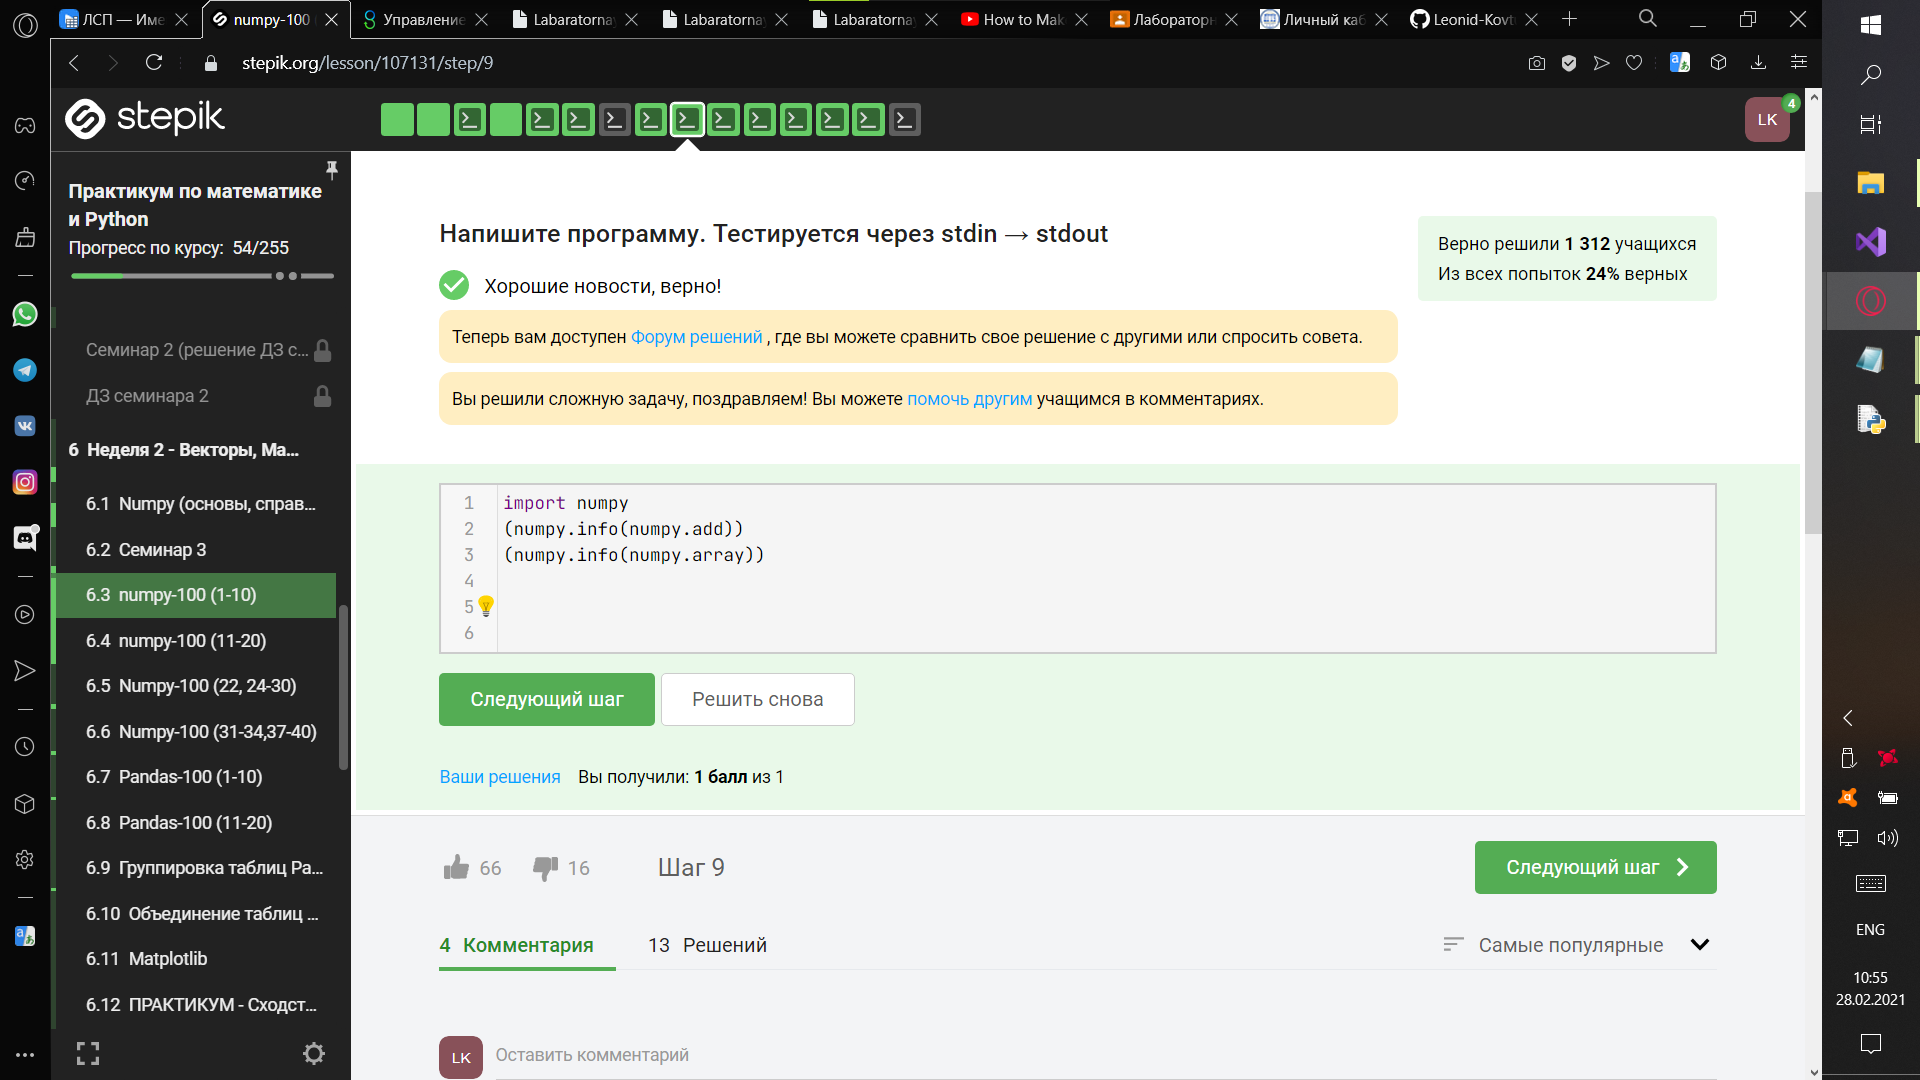 ЛСП — Име
numpy-100
Управление
Labaratorna
Labaratorna
Labaratorna
How to Mak
Лаборатори
Личный каб
Leonid-Kovt
stepik.org/lesson/107131/step/9
stepik
LK
4
Практикум по математике
и Python
Прогресс по курсу: 54/255
Семинар 2 (решение ДЗ с...
ДЗ семинара 2
6 Неделя 2 - Векторы, Ма...
6.1 Numpy (основы, справ...
6.2 Семинар 3
6.3 numpy-100 (1-10)
6.4 numpy-100 (11-20)
6.5 Numpy-100 (22, 24-30)
6.6 Numpy-100 (31-34,37-40)
6.7 Pandas-100 (1-10)
6.8 Pandas-100 (11-20)
6.9 Группировка таблиц Pa...
6.10 Объединение таблиц ...
6.11 Matplotlib
6.12 ПРАКТИКУМ - Сходст...
Напишите программу. Тестируется через stdin → stdout
Хорошие новости, верно!
Теперь вам доступен Форум решений , где вы можете сравнить свое решение с другими или спросить совета.
Вы решили сложную задачу, поздравляем! Вы можете помочь другим учащимся в комментариях.
Верно решили 1 312 учащихся
Из всех попыток 24% верных
1 import numpy
2 (numpy.info(numpy.add))
3 (numpy.info(numpy.array))
4
5
6
Следующий шаг
Решить снова
Ваши решения Вы получили: 1 балл из 1
66
16
Шаг 9
Следующий шаг
4 Комментария
13 Решений
Самые популярные
LK
Оставить комментарий
ENG
10:55
28.02.2021